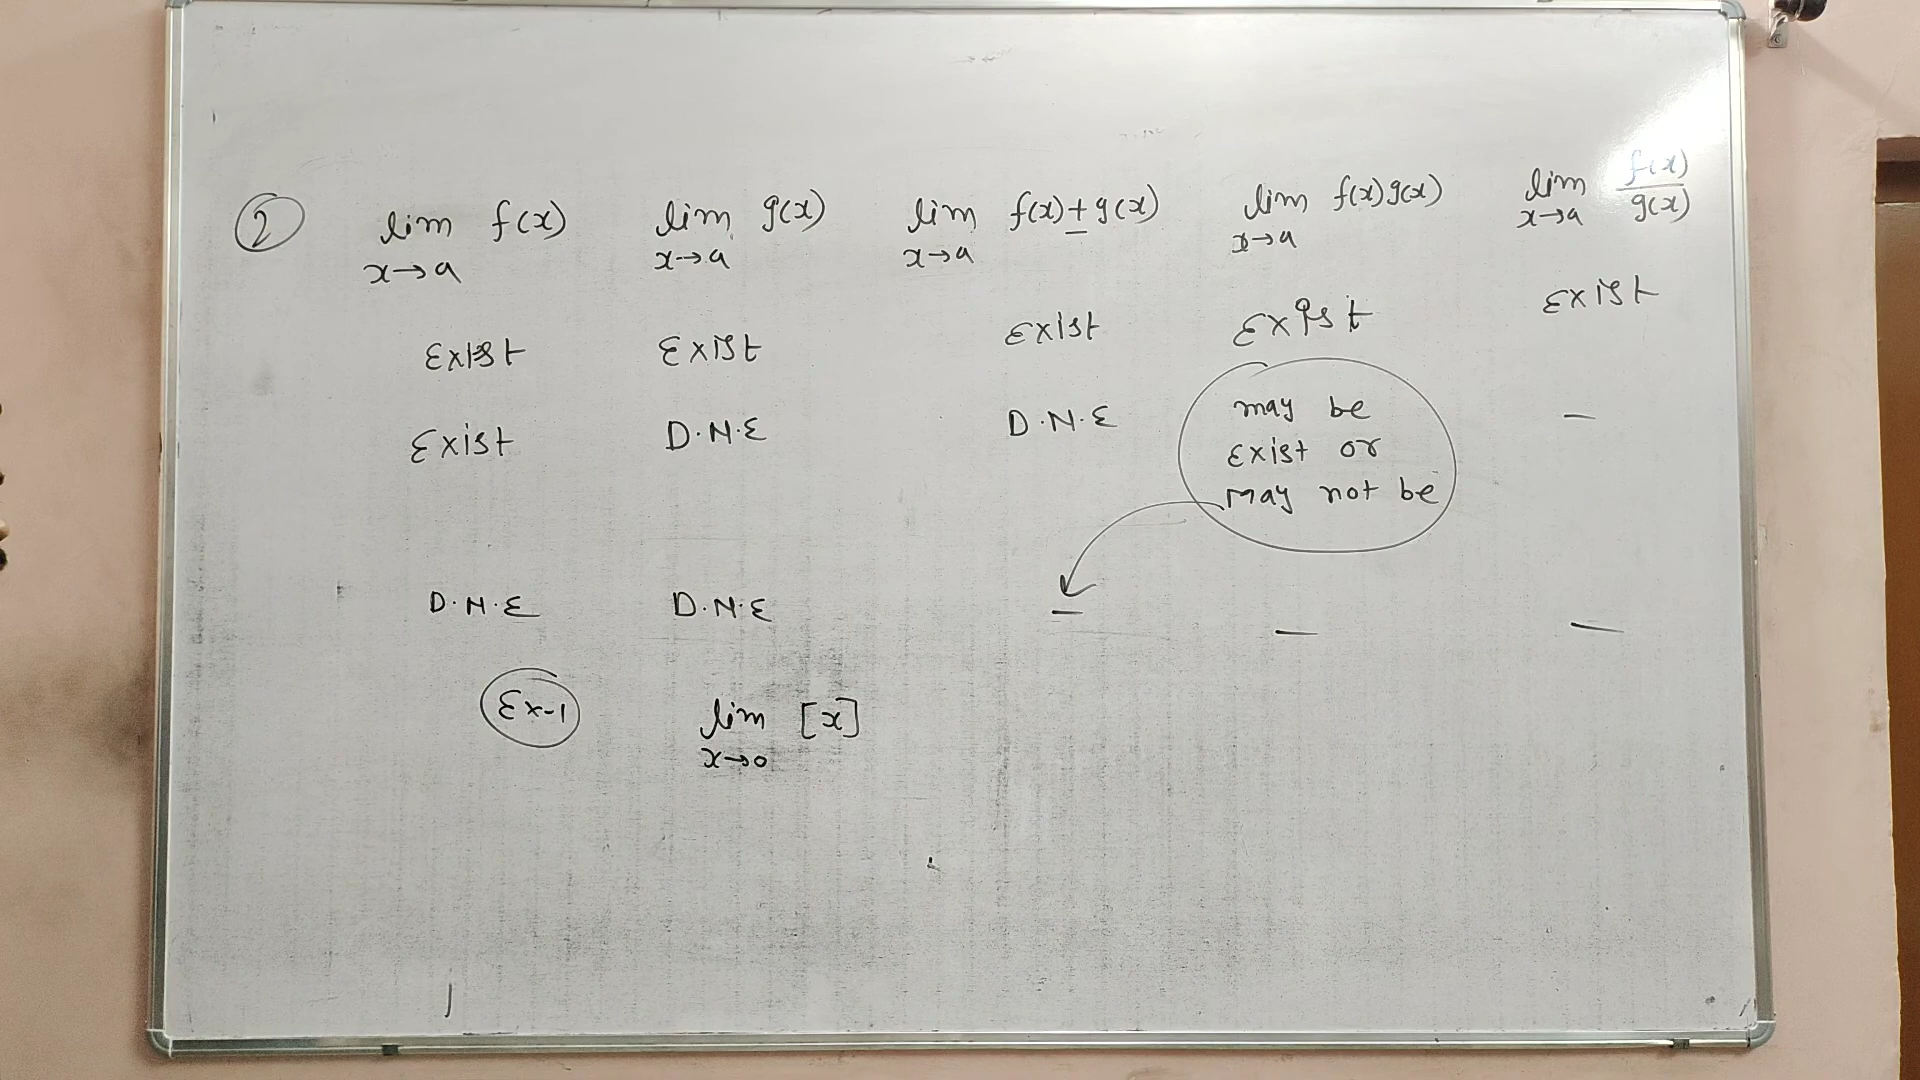 ② lim x→a f(x) lim x→a g(x) lim x→a f(x) ± g(x) lim x→a f(x) g(x) lim x→a f(x)/g(x)
Exist Exist Exist Exist Exist
Exist D.N.E D.N.E may be exist or may not be —
D.N.E D.N.E — — —
Ex-1 lim x→0 [x]